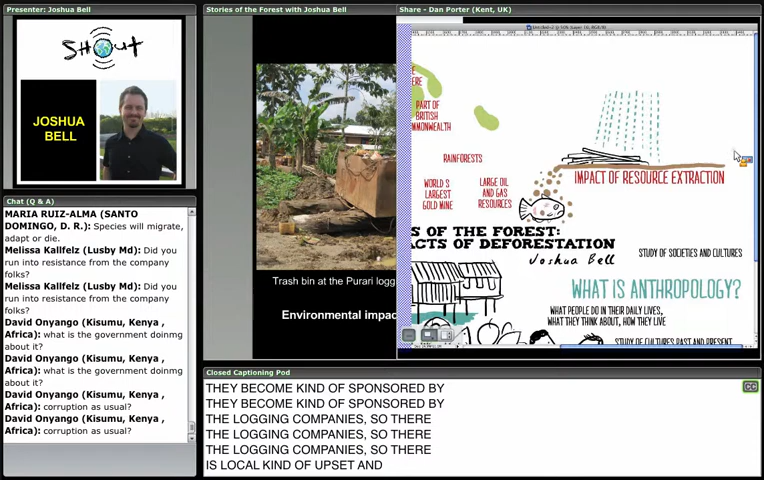 Presenter: Joshua Bell
SHOUT
JOSHUA
BELL
Chat (Q & A)
MARIA RUIZ-ALMA (SANTO
DOMINGO, D. R.): Species will migrate,
adapt or die.
Melissa Kallfelz (Lusby Md): Did you
run into resistance from the company
folks?
Melissa Kallfelz (Lusby Md): Did you
run into resistance from the company
folks?
David Onyango (Kisumu, Kenya ,
Africa): what is the government doinmg
about it?
David Onyango (Kisumu, Kenya ,
Africa): what is the government doinmg
about it?
David Onyango (Kisumu, Kenya ,
Africa): corruption as usual?
David Onyango (Kisumu, Kenya ,
Africa): corruption as usual?
Stories of the Forest with Joshua Bell
Trash bin at the Purari logg
Environmental impac
Share - Dan Porter (Kent, UK)
PART OF
BRITISH
MMONWEALTH
RAINFORESTS
WORLD'S
LARGEST
GOLD MINE
LARGE OIL
AND GAS
RESOURCES
IMPACT OF RESOURCE EXTRACTION
S OF THE FOREST:
ACTS OF DEFORESTATION
Joshua Bell
STUDY OF SOCIETIES AND CULTURES
WHAT IS ANTHROPOLOGY?
WHAT PEOPLE DO IN THEIR DAILY LIVES,
WHAT THEY THINK ABOUT, HOW THEY LIVE
STUDY OF CULTURES PAST AND PRESENT
Closed Captioning Pod
CC
THEY BECOME KIND OF SPONSORED BY
THEY BECOME KIND OF SPONSORED BY
THE LOGGING COMPANIES, SO THERE
THE LOGGING COMPANIES, SO THERE
THE LOGGING COMPANIES, SO THERE
IS LOCAL KIND OF UPSET AND